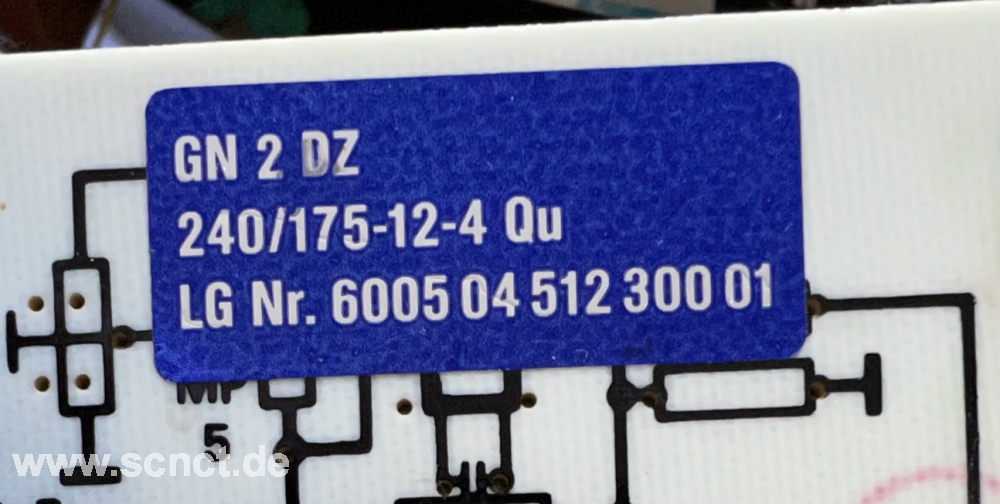 GN 2 DZ
240/175-12-4 Qu
LG Nr. 6005 04 512 300 01
MP
5
www.scnct.de